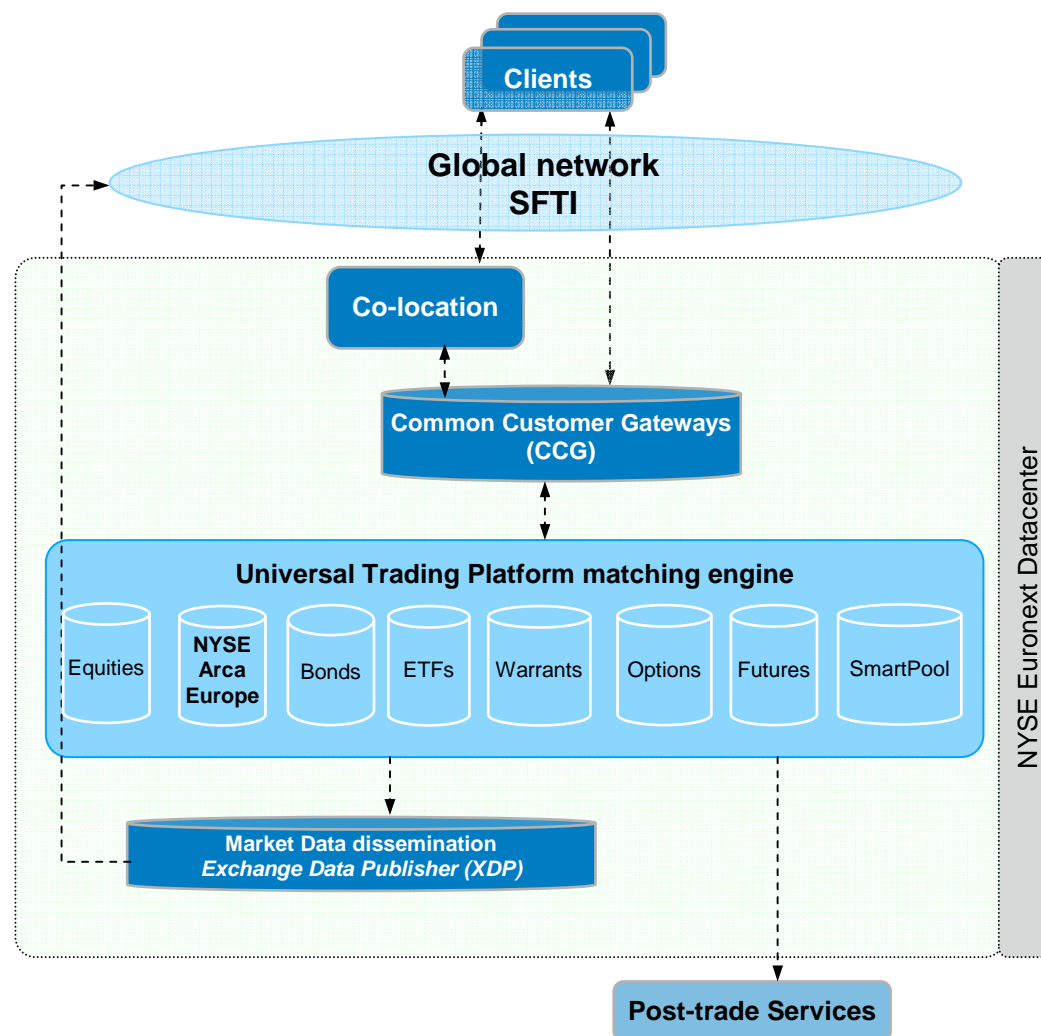 Clients
Global network
SFTI
Co-location
Common Customer Gateways
(CCG)
Universal Trading Platform matching engine
Equities
NYSE
Arca
Europe
Bonds
ETFs
Warrants
Options
Futures
SmartPool
Market Data dissemination
Exchange Data Publisher (XDP)
Post-trade Services
NYSE Euronext Datacenter